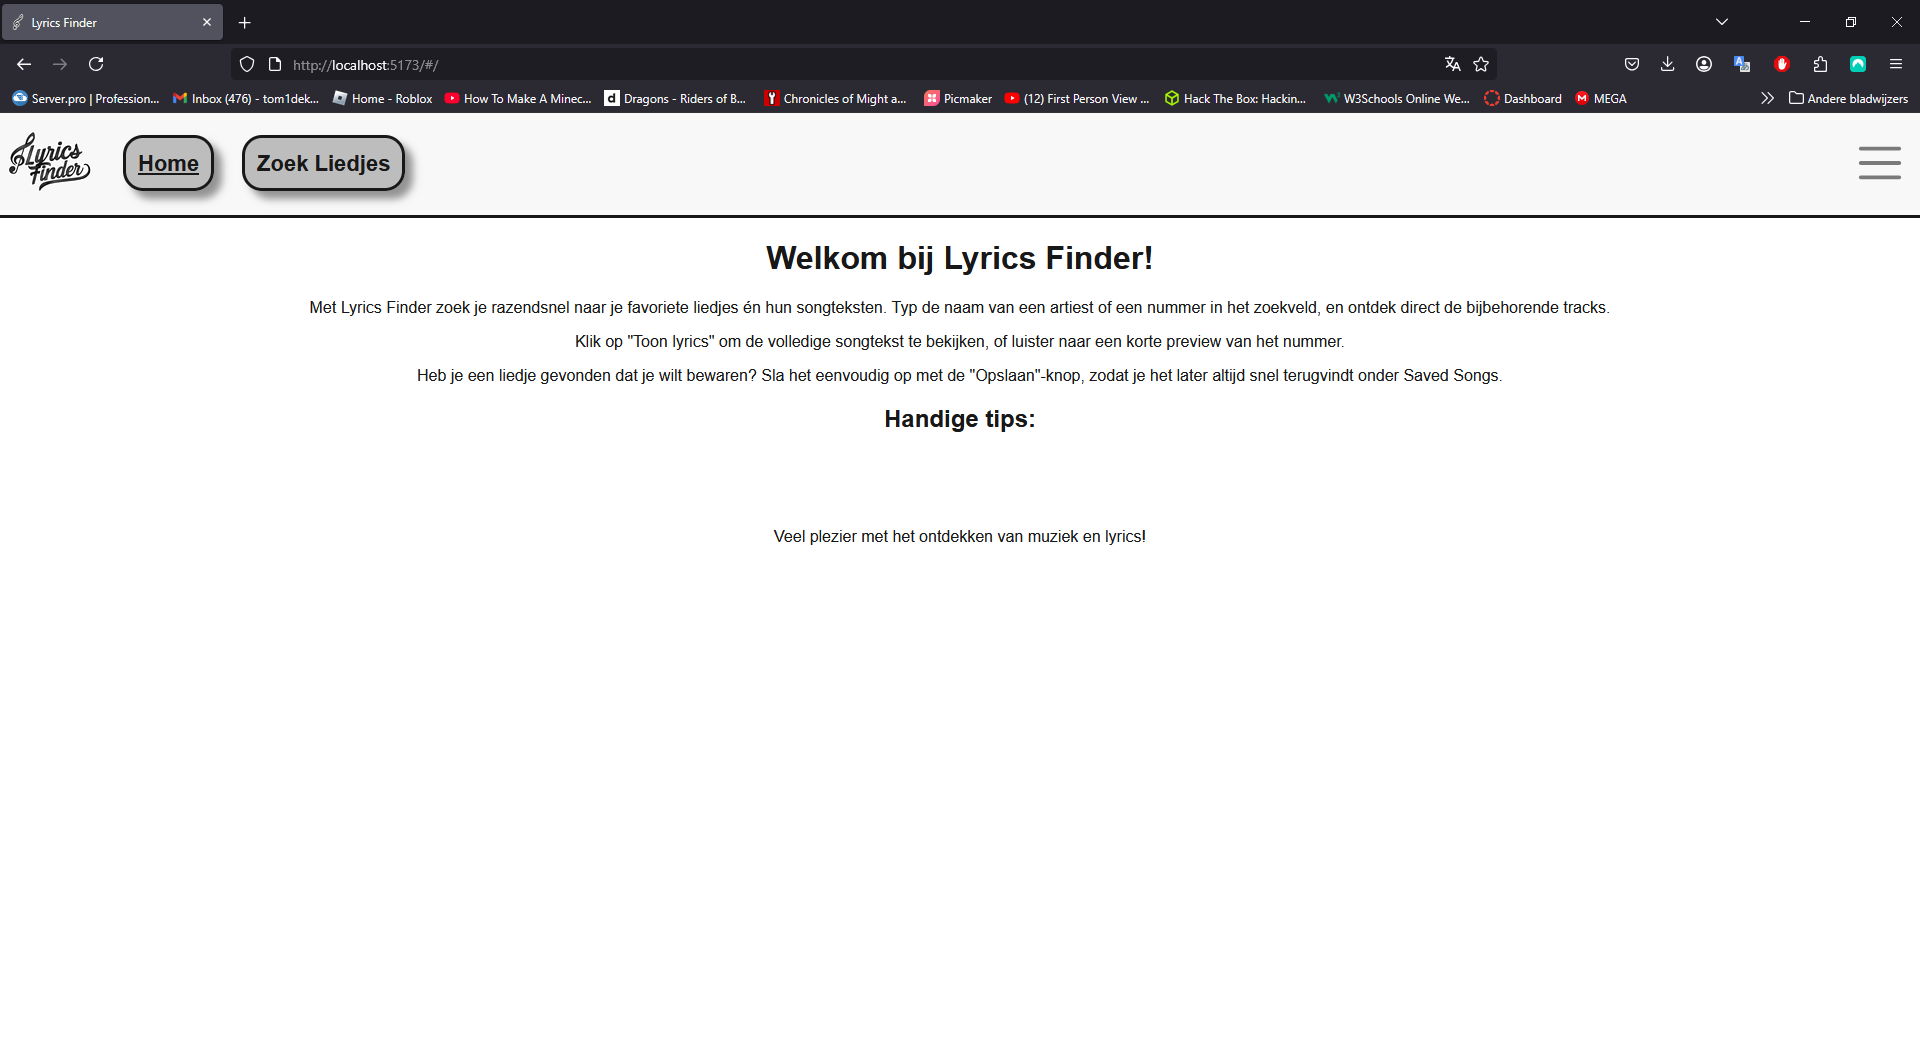 Lyrics Finder
http://localhost:5173/#/
Server.pro | Profession...
Inbox (476) - tom1dek...
Home - Roblox
How To Make A Minec...
Dragons - Riders of B...
Chronicles of Might a...
Picmaker
(12) First Person View ...
Hack The Box: Hackin...
W3Schools Online We...
Dashboard
MEGA
Andere bladwijzers
Lyrics Finder
Home
Zoek Liedjes
Welkom bij Lyrics Finder!
Met Lyrics Finder zoek je razendsnel naar je favoriete liedjes én hun songteksten. Typ de naam van een artiest of een nummer in het zoekveld, en ontdek direct de bijbehorende tracks.
Klik op "Toon lyrics" om de volledige songtekst te bekijken, of luister naar een korte preview van het nummer.
Heb je een liedje gevonden dat je wilt bewaren? Sla het eenvoudig op met de "Opslaan"-knop, zodat je het later altijd snel terugvindt onder Saved Songs.
Handige tips:
Veel plezier met het ontdekken van muziek en lyrics!